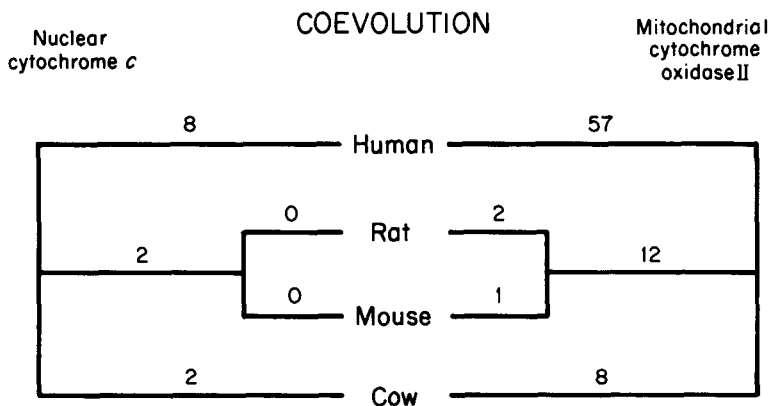 COEVOLUTION
Nuclear
cytochrome c
Mitochondrial
cytochrome
oxidase II
8
Human
57
0
Rat
2
2
12
0
Mouse
1
2
Cow
8